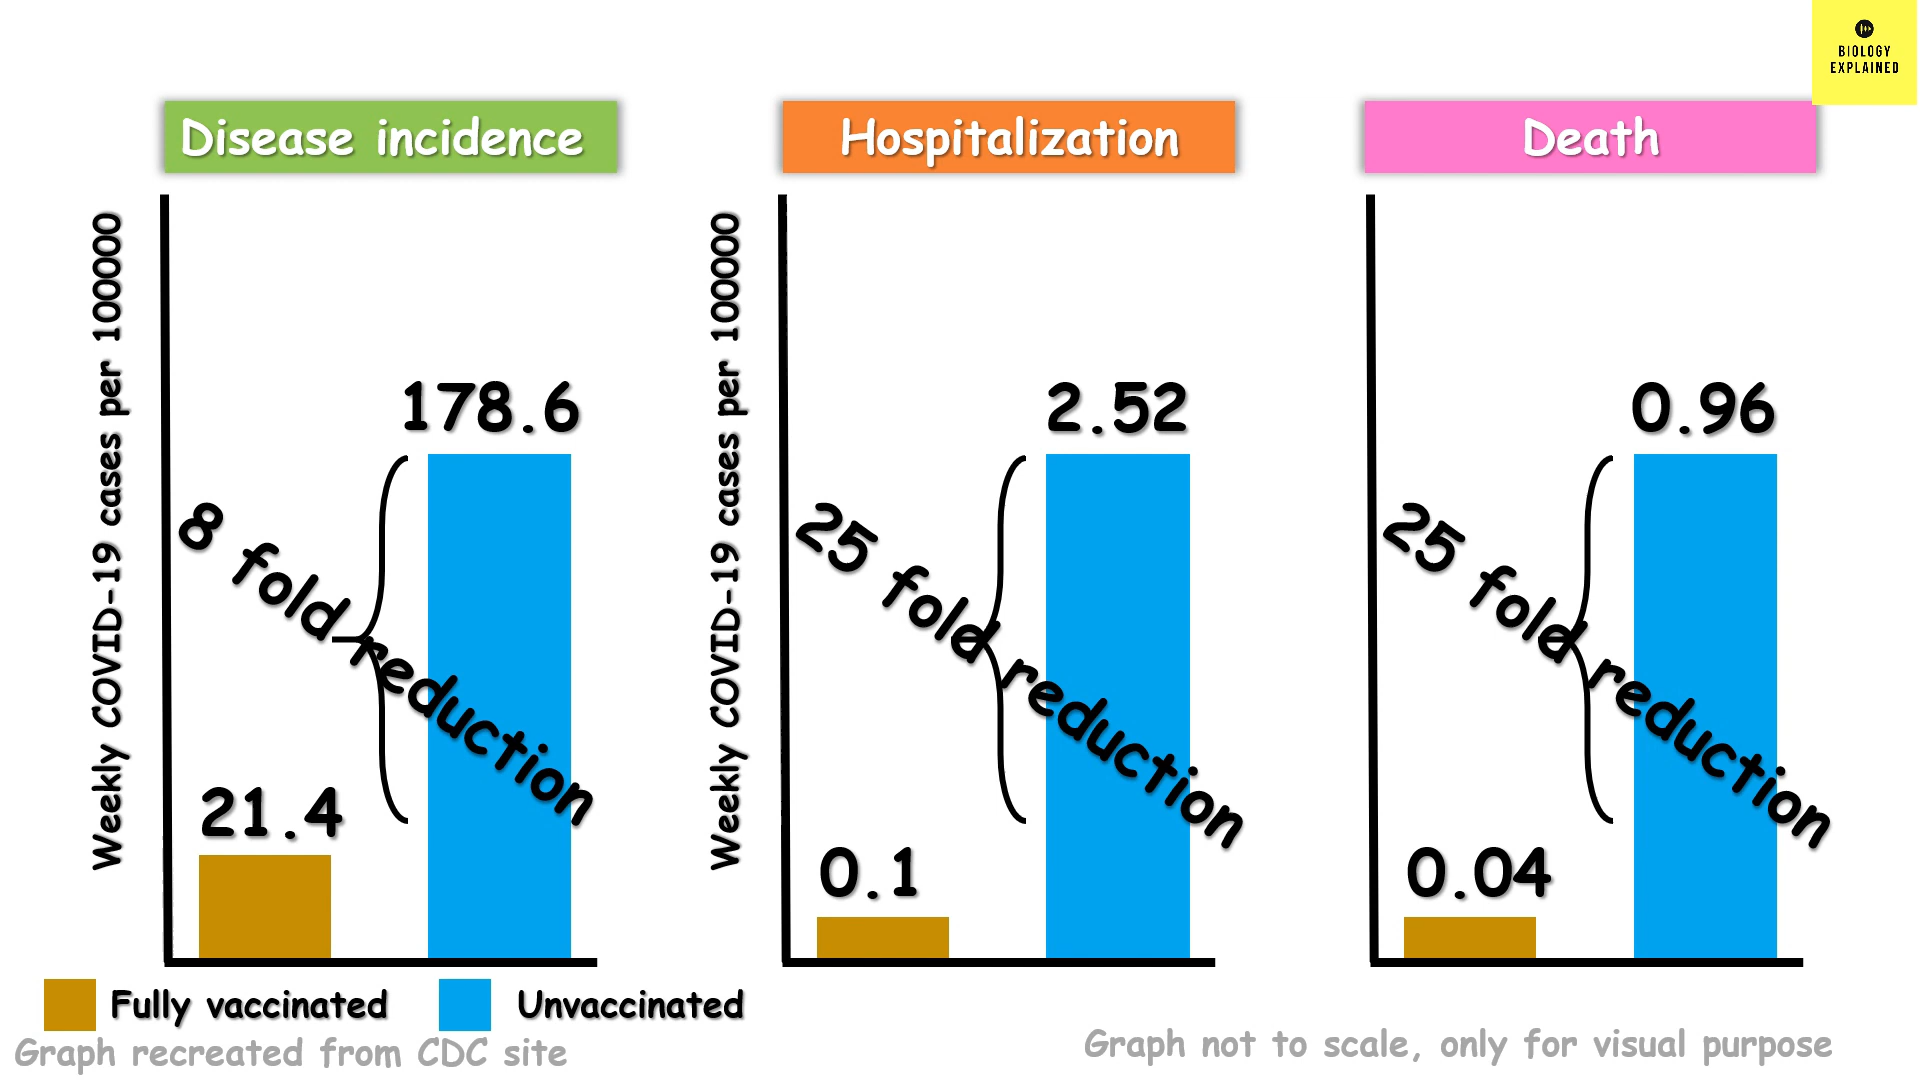 BIOLOGY
EXPLAINED
Disease incidence
Hospitalization
Death
Weekly COVID-19 cases per 100000
178.6
8 fold reduction
21.4
Weekly COVID-19 cases per 100000
2.52
25 fold reduction
0.1
0.96
25 fold reduction
0.04
Fully vaccinated
Unvaccinated
Graph recreated from CDC site
Graph not to scale, only for visual purpose